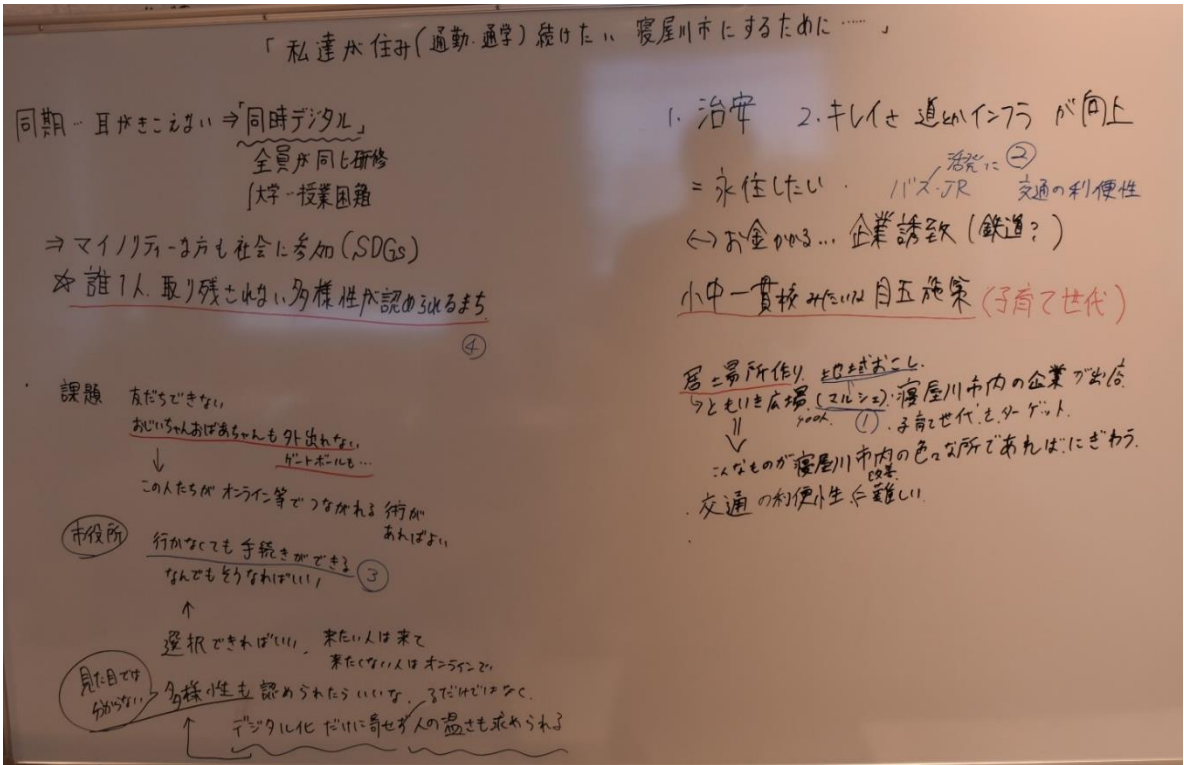 「私達が住み(通勤・通学)続けたい 寝屋川市にするために……」
同期…耳がきこえない⇒「同時デジタル」
全員が同じ研修
大学…授業困難
⇒マイノリティーな方も社会に参加(SDGs)
☆誰1人取り残されない多様性が認められるまち
④
課題 友だちできない
おじいちゃんおばあちゃんも外出れない
ゲートボールも…
↓
この人たちがオンライン等でつながれる術が
あればよい
市役所
行かなくても手続きができる
なんでもそうなればいい ③
↑
選択できればいい、来たい人は来て
来たくない人はオンラインで
見た目では
分からない
多様性も認められたらいいな、るだけではなく、
デジタル化だけに寄せず人の温さも求められる
1. 治安 2. キレイさ 道とかインフラ が向上
活発に ②
=永住したい. バス・JR 交通の利便性
↔お金かかる…企業誘致(鉄道?)
小中一貫校みたいな目玉施策(子育て世代)
居場所作り、地域おこし、
↳ともいき広場(マルシェ)・寝屋川市内の企業が出店
① 子育て世代もターゲット.
こんなものが寝屋川市内の色々な所であれば、にぎわう.
改善
・交通の利便性は難しい